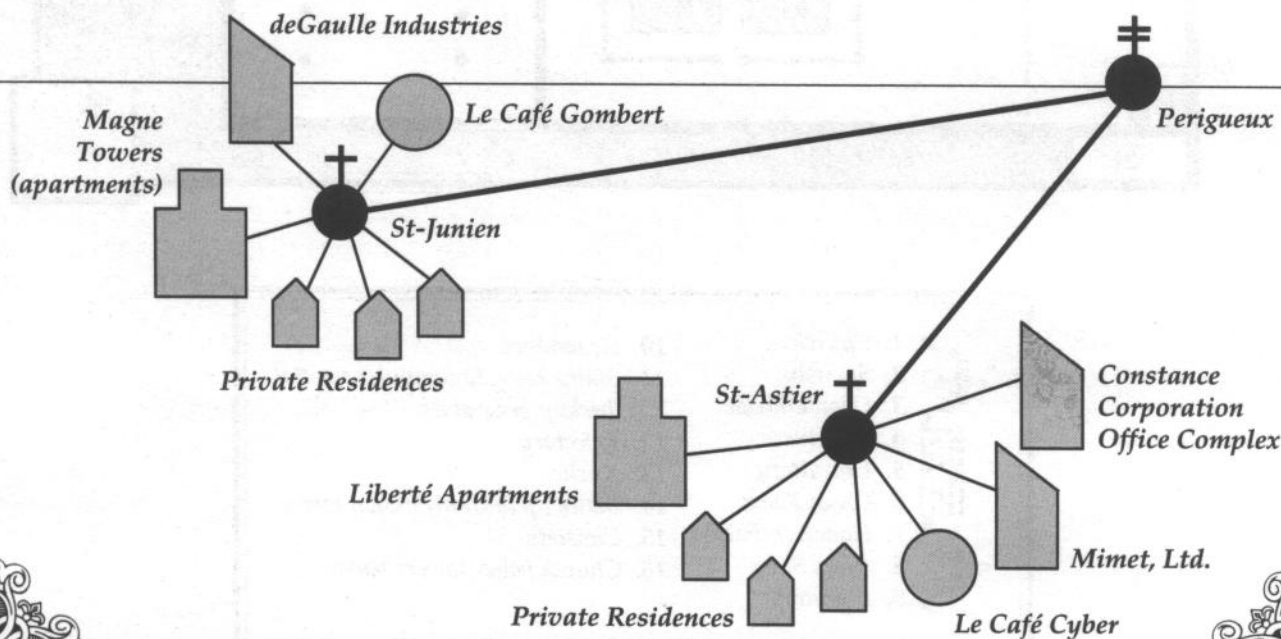 deGaulle Industries
Magne
Towers
(apartments)
Le Café Gombert
Perigueux
St-Junien
Private Residences
St-Astier
Constance
Corporation
Office Complex
Liberté Apartments
Mimet, Ltd.
Private Residences
Le Café Cyber